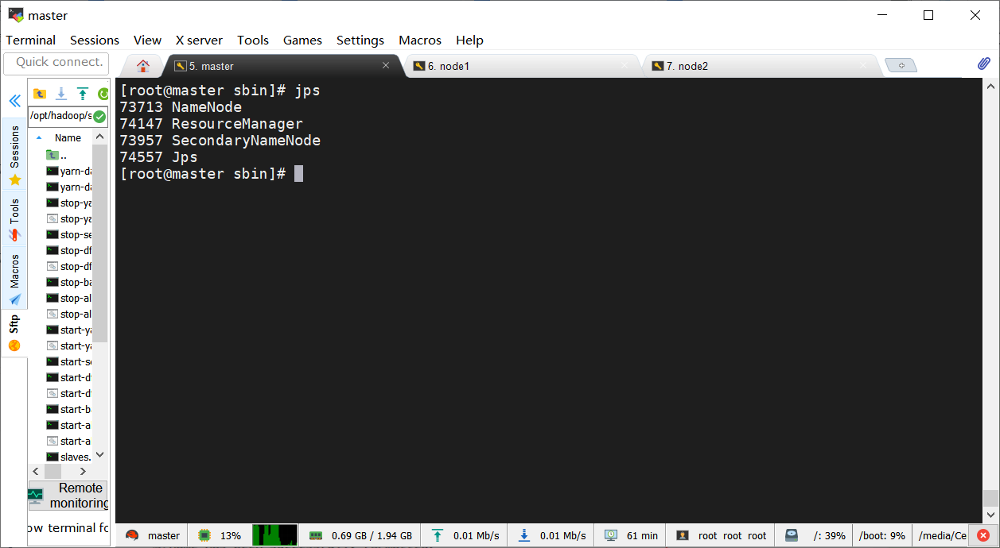 master
Terminal Sessions View X server Tools Games Settings Macros Help
Quick connect.
5. master
6. node1
7. node2
/opt/hadoop/s
Name
..
yarn-da
yarn-da
stop-ya
stop-ya
stop-se
stop-df
stop-df
stop-ba
stop-al
stop-al
start-ya
start-ya
start-se
start-df
start-df
start-ba
start-a
start-a
slaves.
Sessions
Tools
Macros
Sftp
Remote
monitoring
ow terminal fo
[root@master sbin]# jps
73713 NameNode
74147 ResourceManager
73957 SecondaryNameNode
74557 Jps
[root@master sbin]#
master 13% 0.69 GB / 1.94 GB 0.01 Mb/s 0.01 Mb/s 61 min root root root /: 39% /boot: 9% /media/Ce